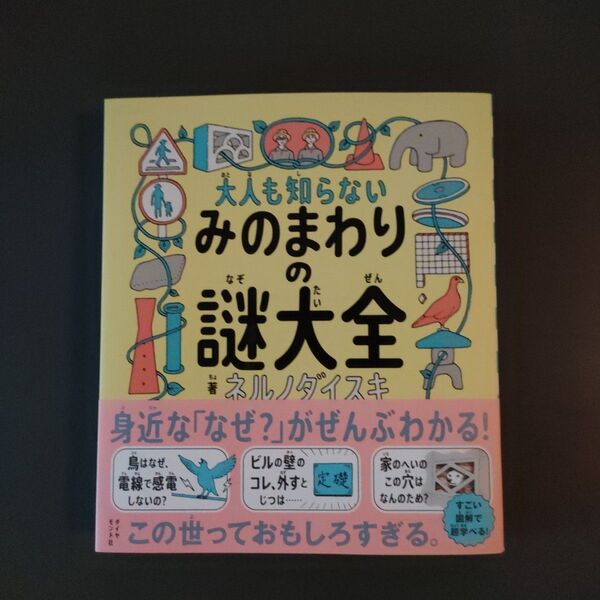 大人も知らない
みのまわり
の
謎大全
著 ネルノダイスキ
身近な「なぜ?」がぜんぶわかる!
鳥はなぜ、
電線で感電
しないの?
ビルの壁の
コレ、外すと
じつは……
定礎
家のへいの
この穴は
なんのため?
この世っておもしろすぎる。
すごい
図解で
超学べる!
ダイヤ
モンド社